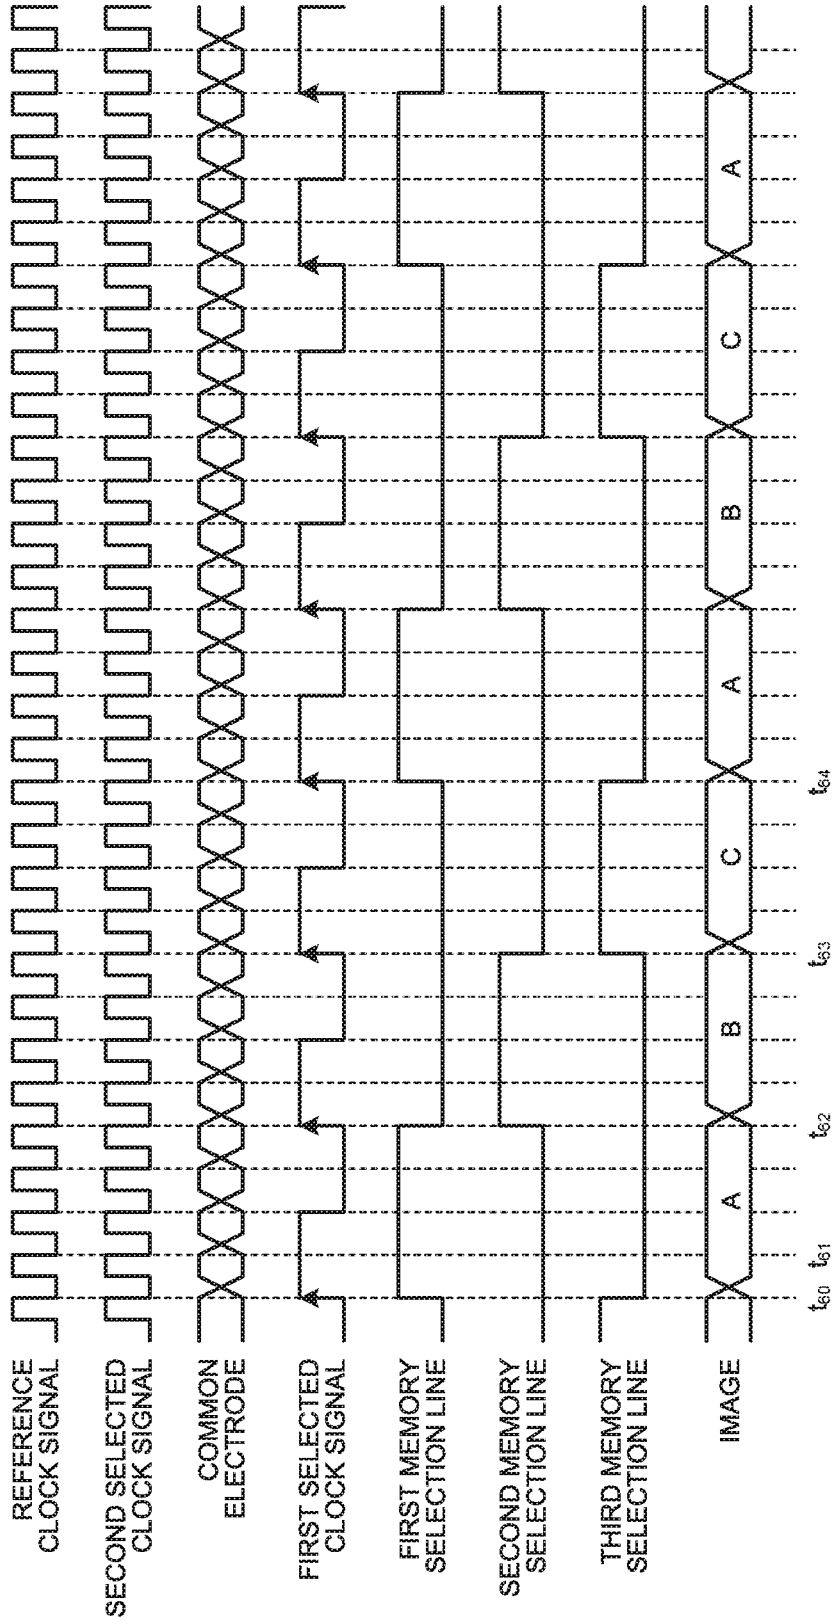 REFERENCE
CLOCK SIGNAL
SECOND SELECTED
CLOCK SIGNAL
COMMON
ELECTRODE
FIRST SELECTED
CLOCK SIGNAL
FIRST MEMORY
SELECTION LINE
SECOND MEMORY
SELECTION LINE
THIRD MEMORY
SELECTION LINE
IMAGE
A
B
C
A
B
C
A
t60
t61
t62
t63
t64